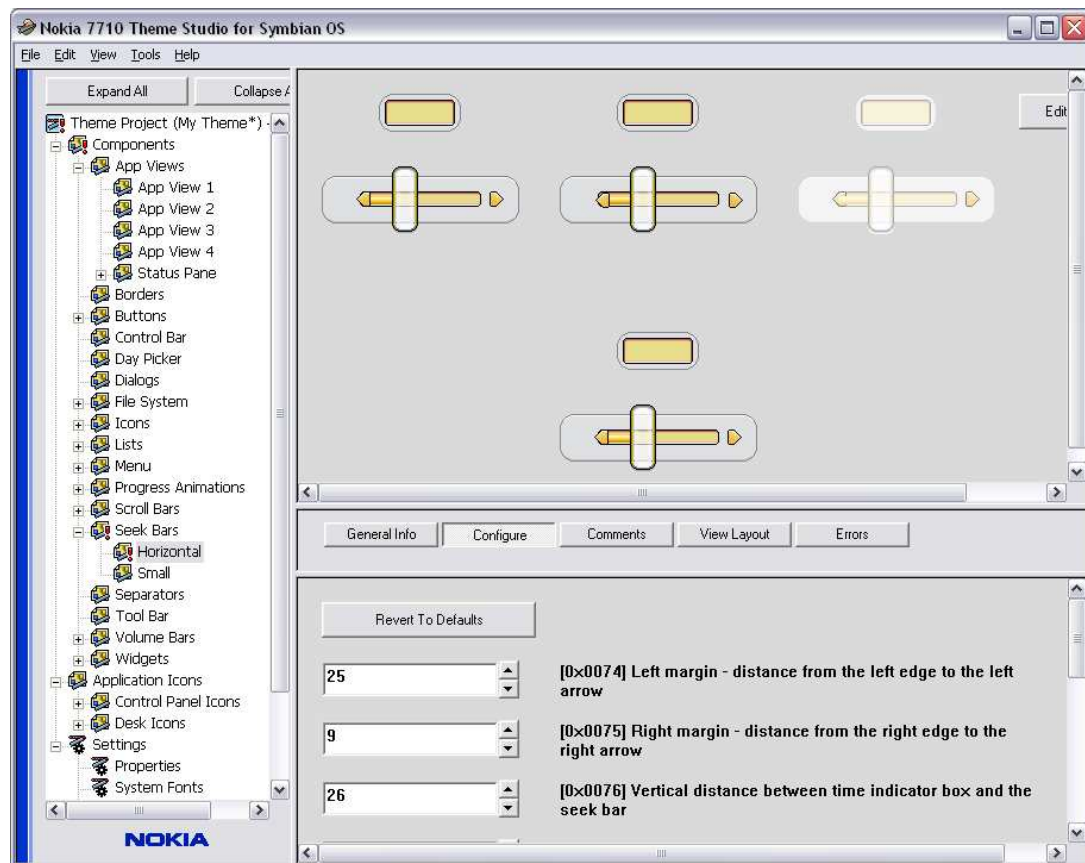 Nokia 7710 Theme Studio for Symbian OS
File Edit View Tools Help
Expand All
Collapse A
Theme Project (My Theme*) -
Components
App Views
App View 1
App View 2
App View 3
App View 4
Status Pane
Borders
Buttons
Control Bar
Day Picker
Dialogs
File System
Icons
Lists
Menu
Progress Animations
Scroll Bars
Seek Bars
Horizontal
Small
Separators
Tool Bar
Volume Bars
Widgets
Application Icons
Control Panel Icons
Desk Icons
Settings
Properties
System Fonts
NOKIA
Edit
General Info
Configure
Comments
View Layout
Errors
Revert To Defaults
25
[0x0074] Left margin - distance from the left edge to the left
arrow
9
[0x0075] Right margin - distance from the right edge to the
right arrow
26
[0x0076] Vertical distance between time indicator box and the
seek bar